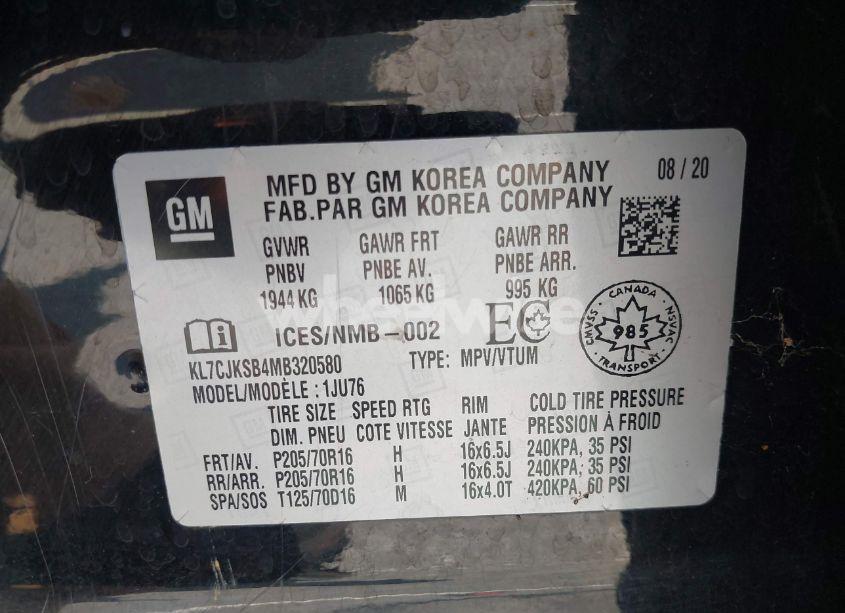 GM
MFD BY GM KOREA COMPANY 08 / 20
FAB.PAR GM KOREA COMPANY
GVWR GAWR FRT GAWR RR
PNBV PNBE AV. PNBE ARR.
1944 KG 1065 KG 995 KG
ICES/NMB-002 EC
CANADA
CMVSS 985 NSVAC
TRANSPORT
KL7CJKSB4MB320580 TYPE: MPV/VTUM
MODEL/MODÈLE : 1JU76
TIRE SIZE SPEED RTG RIM COLD TIRE PRESSURE
DIM. PNEU COTE VITESSE JANTE PRESSION À FROID
FRT/AV. P205/70R16 H 16x6.5J 240KPA, 35 PSI
RR/ARR. P205/70R16 H 16x6.5J 240KPA, 35 PSI
SPA/SOS T125/70D16 M 16x4.0T 420KPA, 60 PSI